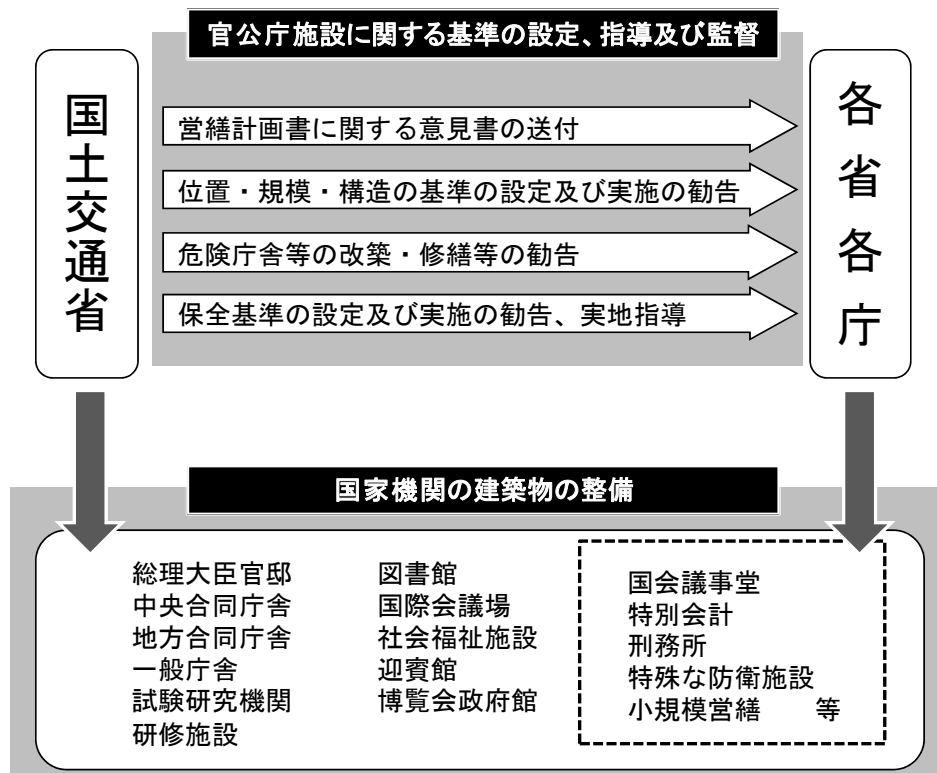 官公庁施設に関する基準の設定、指導及び監督
国土交通省
営繕計画書に関する意見書の送付
位置・規模・構造の基準の設定及び実施の勧告
危険庁舎等の改築・修繕等の勧告
保全基準の設定及び実施の勧告、実地指導
各省各庁
国家機関の建築物の整備
総理大臣官邸
中央合同庁舎
地方合同庁舎
一般庁舎
試験研究機関
研修施設
図書館
国際会議場
社会福祉施設
迎賓館
博覧会政府館
国会議事堂
特別会計
刑務所
特殊な防衛施設
小規模営繕　　等